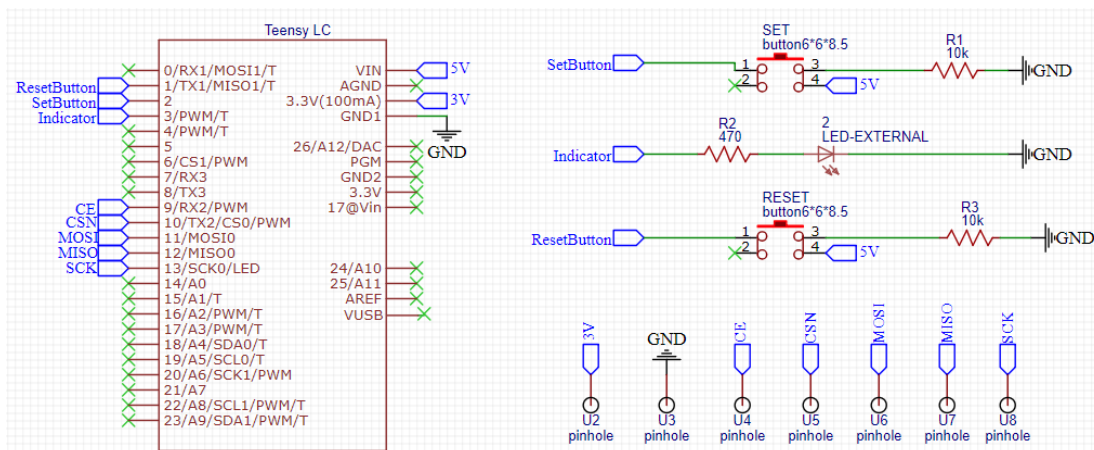 Teensy LC
0/RX1/MOSI1/T
1/TX1/MISO1/T
2
3/PWM/T
4/PWM/T
5
6/CS1/PWM
7/RX3
8/TX3
9/RX2/PWM
10/TX2/CS0/PWM
11/MOSI0
12/MISO0
13/SCK0/LED
14/A0
15/A1/T
16/A2/PWM/T
17/A3/PWM/T
18/A4/SDA0/T
19/A5/SCL0/T
20/A6/SCK1/PWM
21/A7
22/A8/SCL1/PWM/T
23/A9/SDA1/PWM/T
VIN
AGND
3.3V(100mA)
GND1
26/A12/DAC
PGM
GND2
3.3V
17@Vin
24/A10
25/A11
AREF
VUSB
ResetButton
SetButton
Indicator
CE
CSN
MOSI
MISO
SCK
5V
3V
GND
SET
button6*6*8.5
SetButton
1
2
3
4
5V
R1
10k
GND
Indicator
R2
470
2
LED-EXTERNAL
GND
RESET
button6*6*8.5
ResetButton
1
2
3
4
5V
R3
10k
GND
3V
GND
CE
CSN
MOSI
MISO
SCK
U2
pinhole
U3
pinhole
U4
pinhole
U5
pinhole
U6
pinhole
U7
pinhole
U8
pinhole